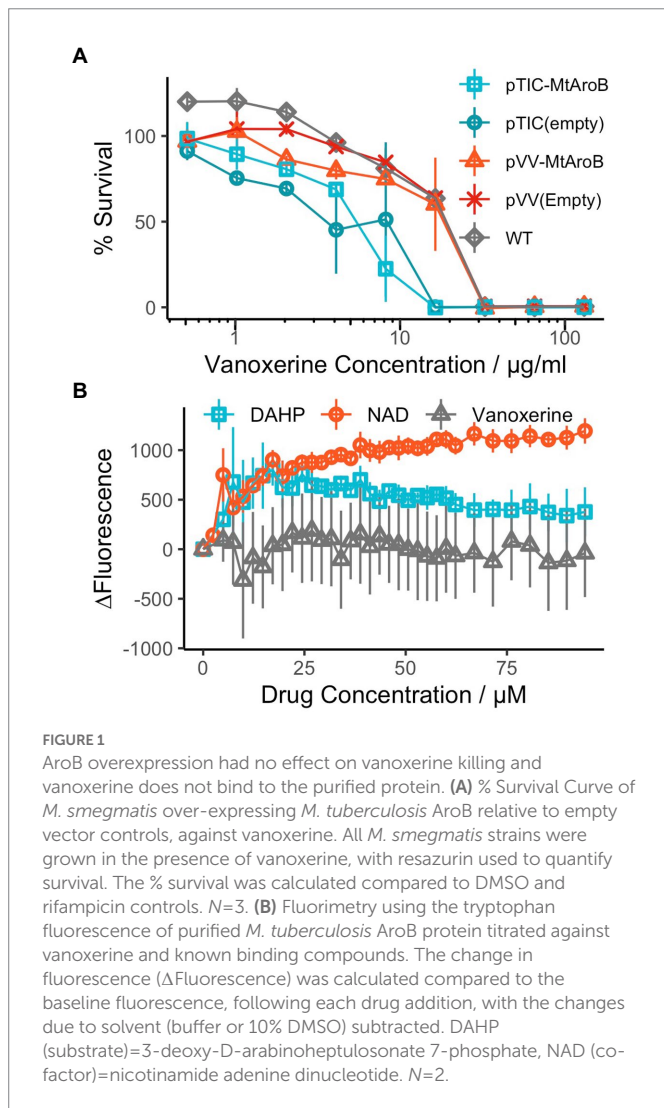 A
pTIC-MtAroB
pTIC(empty)
pVV-MtAroB
pVV(Empty)
WT
100
50
0
% Survival
1
10
100
Vanoxerine Concentration / µg/ml
B
DAHP
NAD
Vanoxerine
1000
500
0
-500
-1000
ΔFluorescence
0
25
50
75
Drug Concentration / µM
FIGURE 1
AroB overexpression had no effect on vanoxerine killing and
vanoxerine does not bind to the purified protein. (A) % Survival Curve of
M. smegmatis over-expressing M. tuberculosis AroB relative to empty
vector controls, against vanoxerine. All M. smegmatis strains were
grown in the presence of vanoxerine, with resazurin used to quantify
survival. The % survival was calculated compared to DMSO and
rifampicin controls. N=3. (B) Fluorimetry using the tryptophan
fluorescence of purified M. tuberculosis AroB protein titrated against
vanoxerine and known binding compounds. The change in
fluorescence (ΔFluorescence) was calculated compared to the
baseline fluorescence, following each drug addition, with the changes
due to solvent (buffer or 10% DMSO) subtracted. DAHP
(substrate)=3-deoxy-D-arabinoheptulosonate 7-phosphate, NAD (co-
factor)=nicotinamide adenine dinucleotide. N=2.